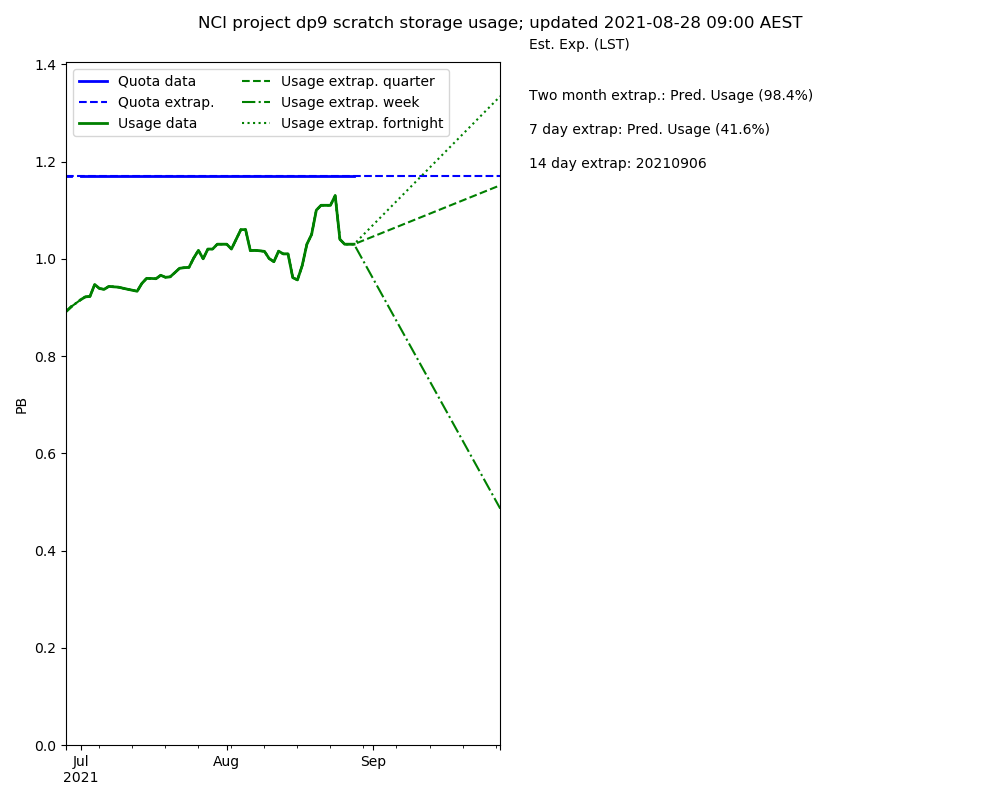 NCI project dp9 scratch storage usage; updated 2021-08-28 09:00 AEST
Est. Exp. (LST)
Two month extrap.: Pred. Usage (98.4%)
7 day extrap: Pred. Usage (41.6%)
14 day extrap: 20210906
Quota data
Quota extrap.
Usage data
Usage extrap. quarter
Usage extrap. week
Usage extrap. fortnight
PB
1.4
1.2
1.0
0.8
0.6
0.4
0.2
0.0
Jul
2021
Aug
Sep